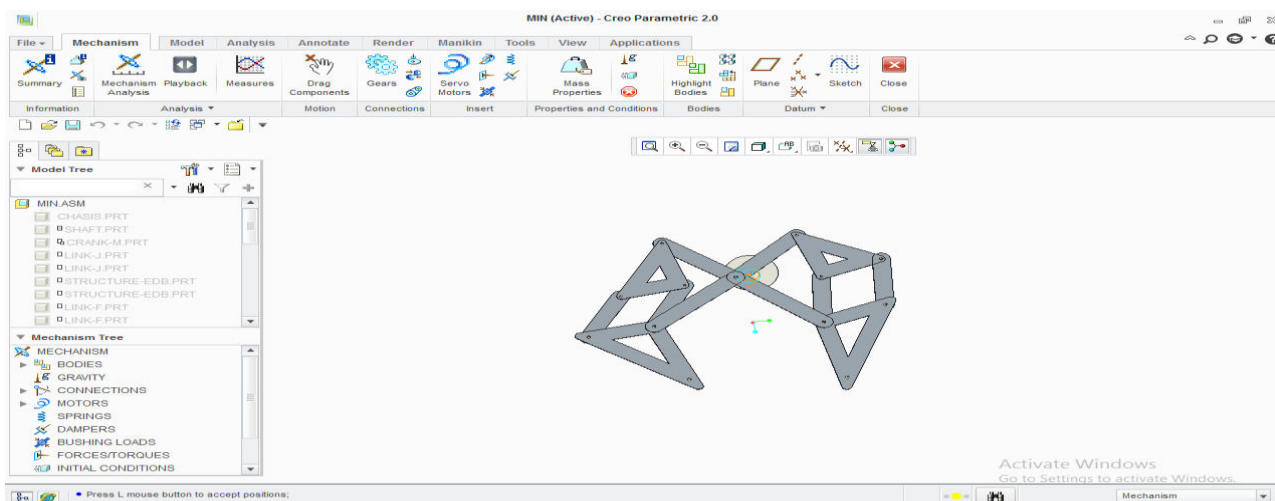 MIN (Active) - Creo Parametric 2.0
File Mechanism Model Analysis Annotate Render Manikin Tools View Applications
Summary Mechanism Analysis Playback Measures Drag Components Gears Servo Motors Mass Properties Highlight Bodies Plane Sketch Close
Information Analysis Motion Connections Insert Properties and Conditions Bodies Datum Close
Model Tree
MIN.ASM
CHASIS.PRT
SHAFT.PRT
CRANK-M.PRT
LINK-J.PRT
LINK-J.PRT
STRUCTURE-EDB.PRT
STRUCTURE-EDB.PRT
LINK-F.PRT
LINK-F.PRT
Mechanism Tree
MECHANISM
BODIES
GRAVITY
CONNECTIONS
MOTORS
SPRINGS
DAMPERS
BUSHING LOADS
FORCES/TORQUES
INITIAL CONDITIONS
Activate Windows
Go to Settings to activate Windows.
Press L mouse button to accept positions;
Mechanism